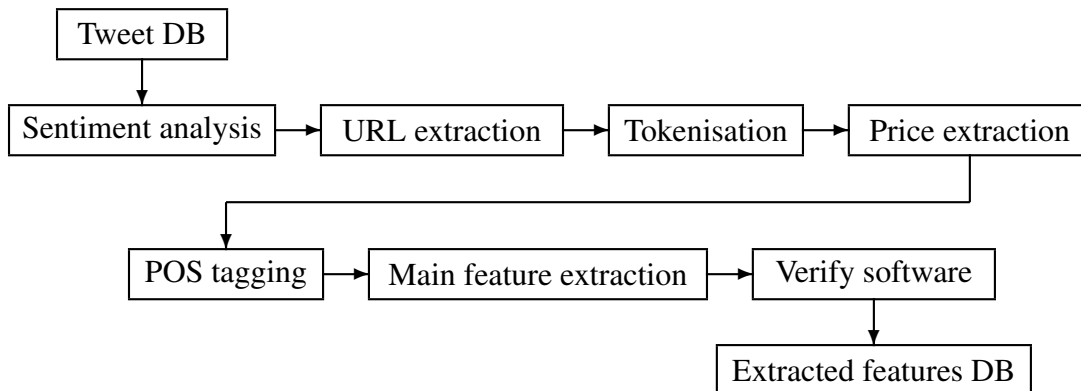 Tweet DB
Sentiment analysis
URL extraction
Tokenisation
Price extraction
POS tagging
Main feature extraction
Verify software
Extracted features DB